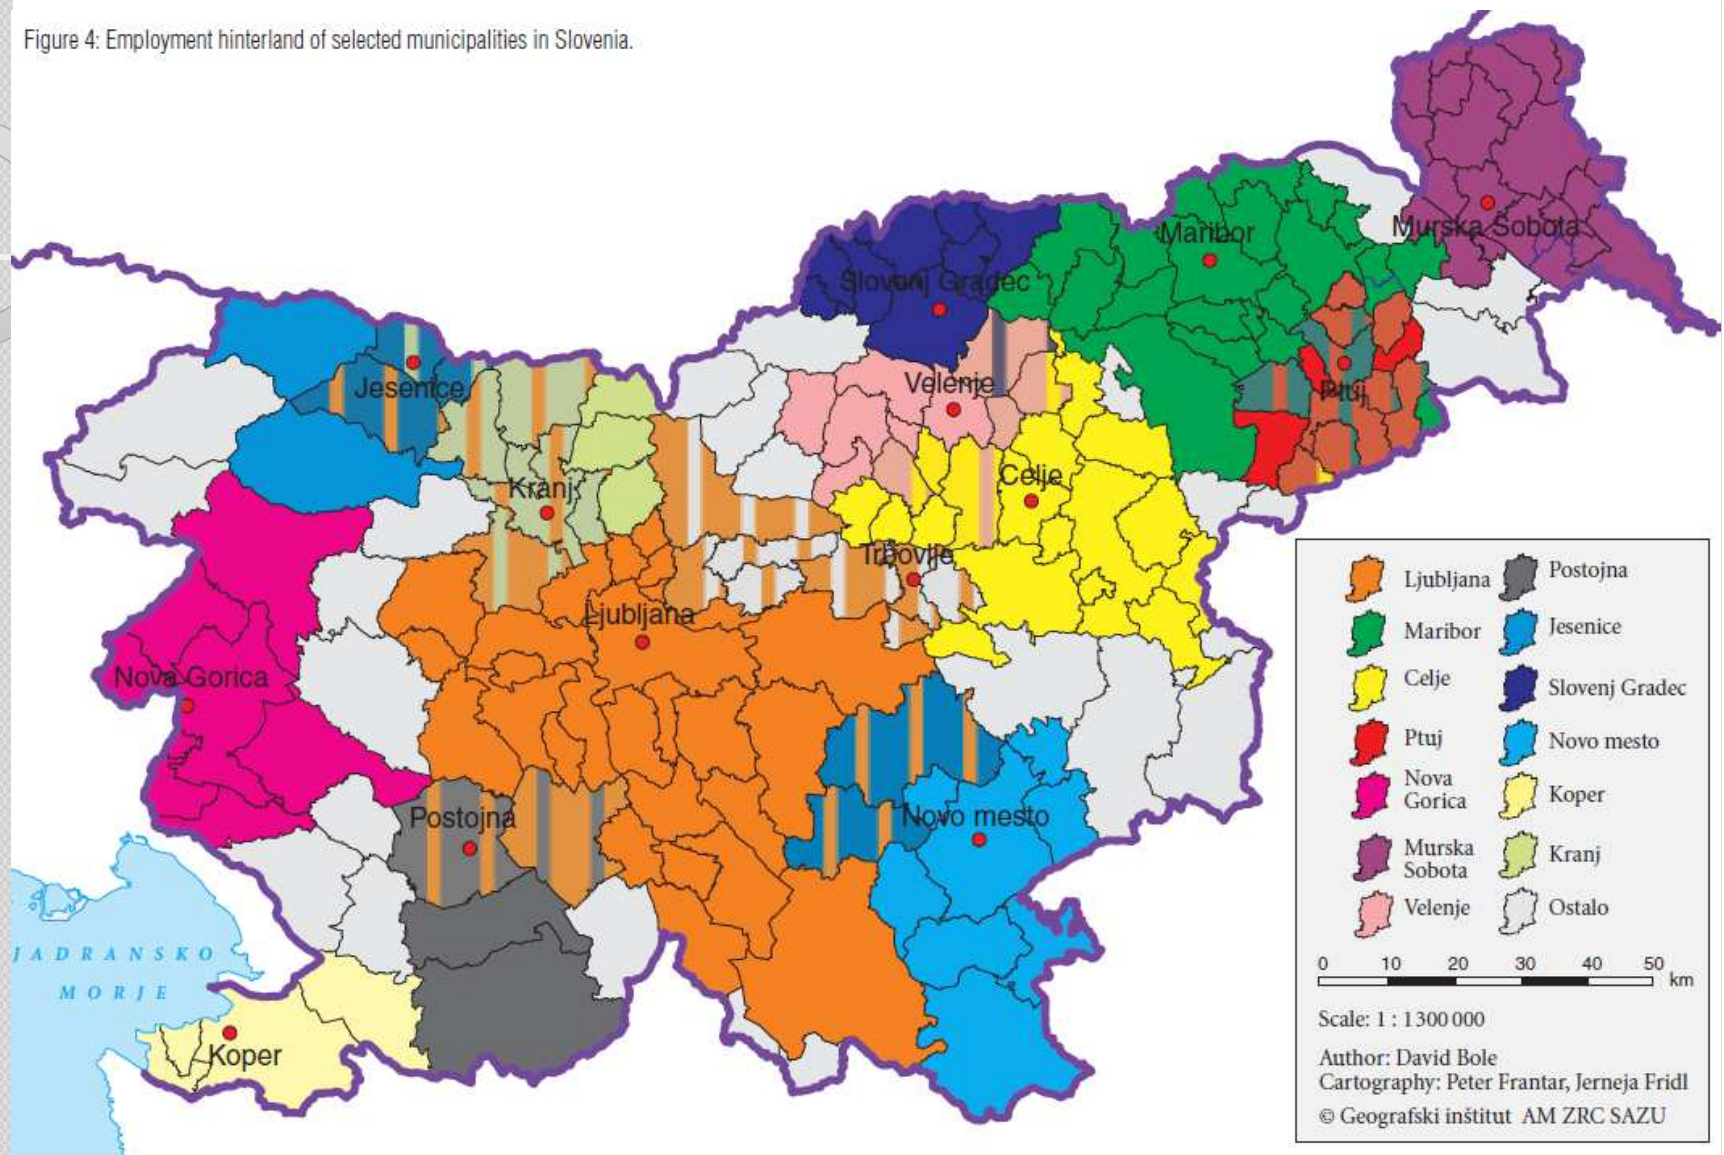 Figure 4: Employment hinterland of selected municipalities in Slovenia.
Murska Sobota
Maribor
Slovenj Gradec
Jesenice
Velenje
Ptuj
Celje
Kranj
Trbovlje
Ljubljana
Nova Gorica
Postojna
Novo mesto
JADRANSKO
MORJE
Koper
Ljubljana
Maribor
Celje
Ptuj
Nova
Gorica
Murska
Sobota
Velenje
Postojna
Jesenice
Slovenj Gradec
Novo mesto
Koper
Kranj
Ostalo
0 10 20 30 40 50
km
Scale: 1 : 1300 000
Author: David Bole
Cartography: Peter Frantar, Jerneja Fridl
© Geografski inštitut AM ZRC SAZU